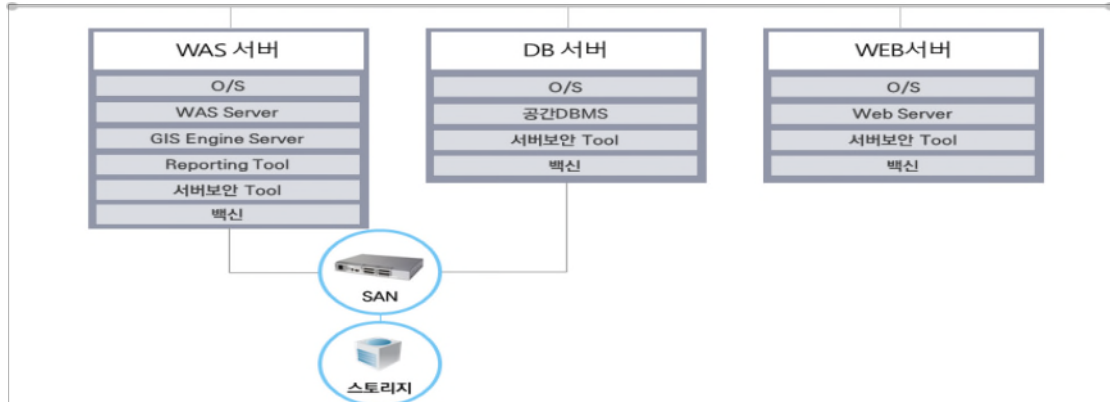 WAS 서버
O/S
WAS Server
GIS Engine Server
Reporting Tool
서버보안 Tool
백신
DB 서버
O/S
공간DBMS
서버보안 Tool
백신
WEB서버
O/S
Web Server
서버보안 Tool
백신
SAN
스토리지